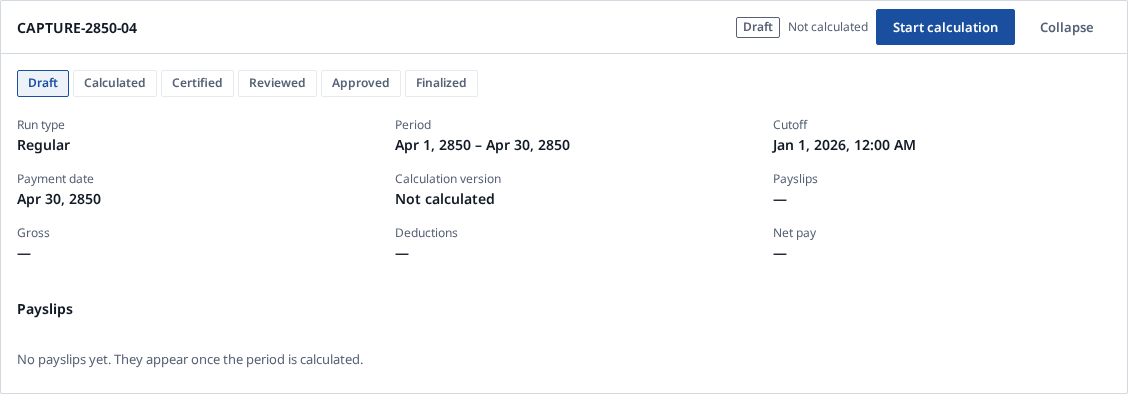 CAPTURE-2850-04
Draft Not calculated Start calculation Collapse
Draft Calculated Certified Reviewed Approved Finalized
Run type Period Cutoff
Regular Apr 1, 2850 – Apr 30, 2850 Jan 1, 2026, 12:00 AM
Payment date Calculation version Payslips
Apr 30, 2850 Not calculated —
Gross Deductions Net pay
— — —
Payslips
No payslips yet. They appear once the period is calculated.